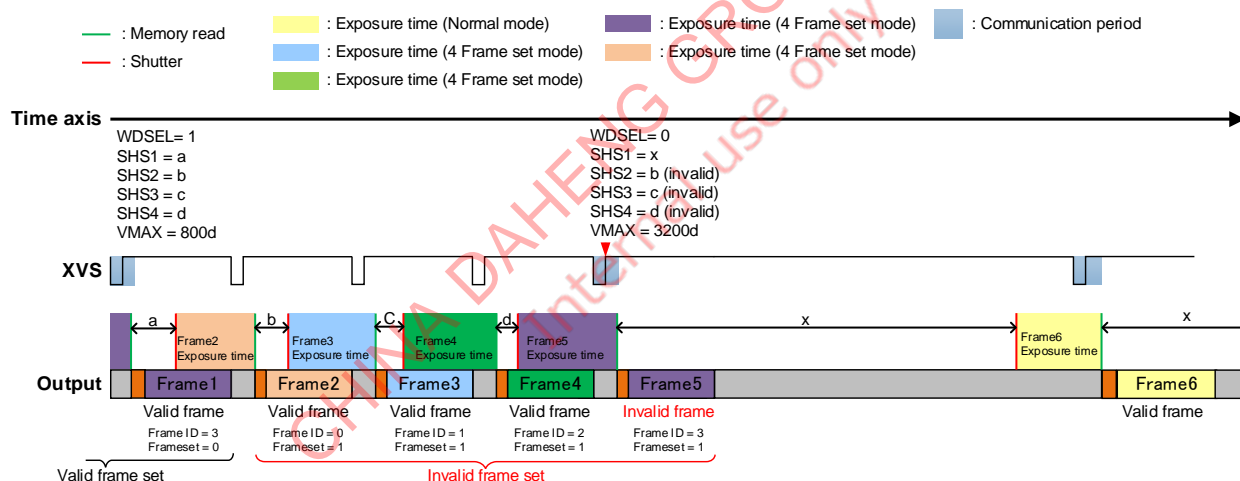 : Memory read
: Shutter
: Exposure time (Normal mode)
: Exposure time (4 Frame set mode)
: Exposure time (4 Frame set mode)
: Exposure time (4 Frame set mode)
: Exposure time (4 Frame set mode)
: Communication period
Time axis
WDSEL= 1
SHS1 = a
SHS2 = b
SHS3 = c
SHS4 = d
VMAX = 800d
WDSEL= 0
SHS1 = x
SHS2 = b (invalid)
SHS3 = c (invalid)
SHS4 = d (invalid)
VMAX = 3200d
XVS
a
b
C
d
x
x
Frame2
Exposure time
Frame3
Exposure time
Frame4
Exposure time
Frame5
Exposure time
Frame6
Exposure time
Output
Frame1
Frame2
Frame3
Frame4
Frame5
Frame6
Valid frame
Valid frame
Valid frame
Valid frame
Invalid frame
Valid frame
Frame ID = 3
Frameset = 0
Frame ID = 0
Frameset = 1
Frame ID = 1
Frameset = 1
Frame ID = 2
Frameset = 1
Frame ID = 3
Frameset = 1
Valid frame set
Invalid frame set
CHINA DAHENG GRO
Internal use only